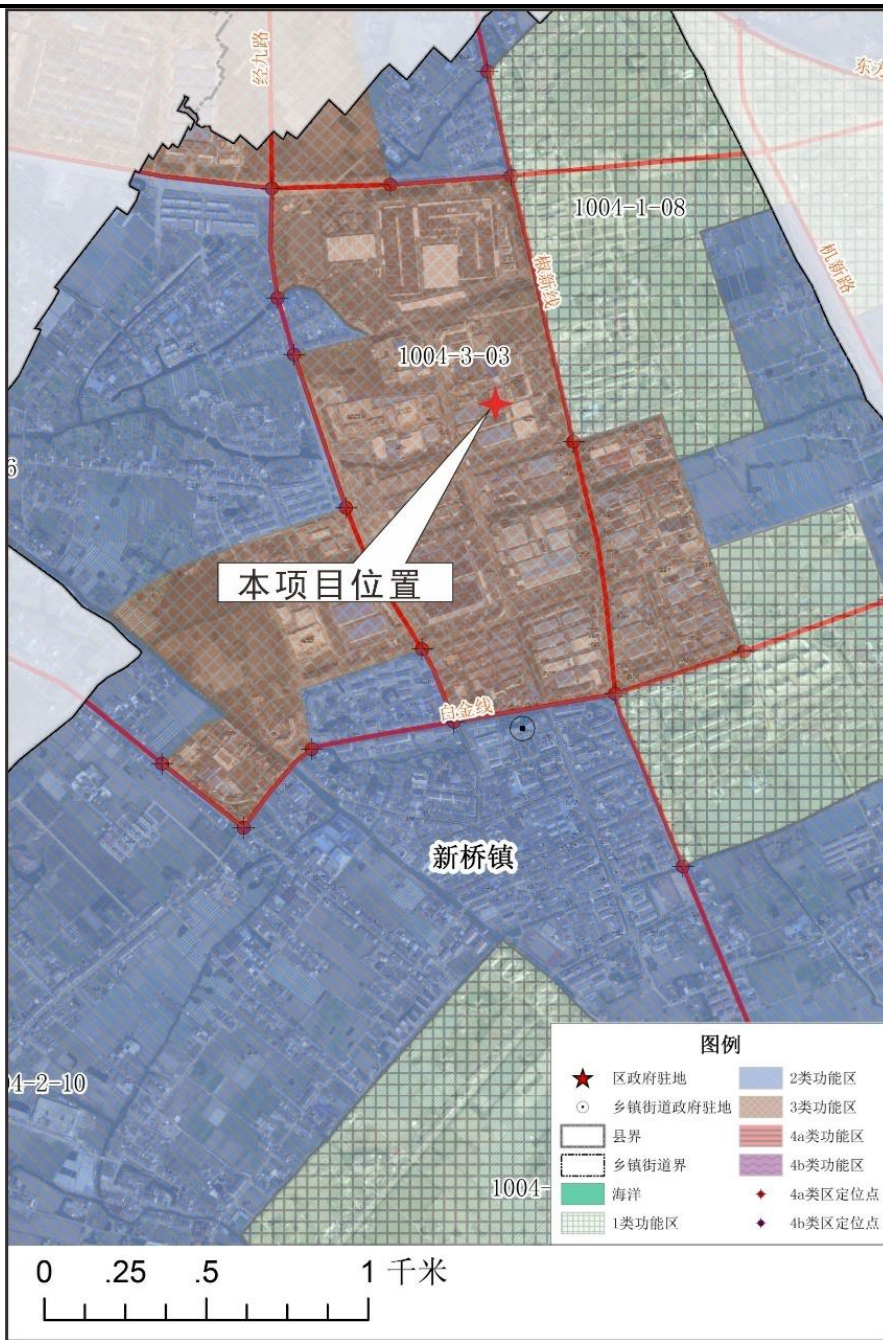 经九路
东方
1004-1-08
椒新线
机新路
1004-3-03
6
本项目位置
白金线
新桥镇
04-2-10
1004-
图例
区政府驻地
2类功能区
乡镇街道政府驻地
3类功能区
县界
4a类功能区
乡镇街道界
4b类功能区
海洋
4a类区定位点
1类功能区
4b类区定位点
0 .25 .5 1 千米